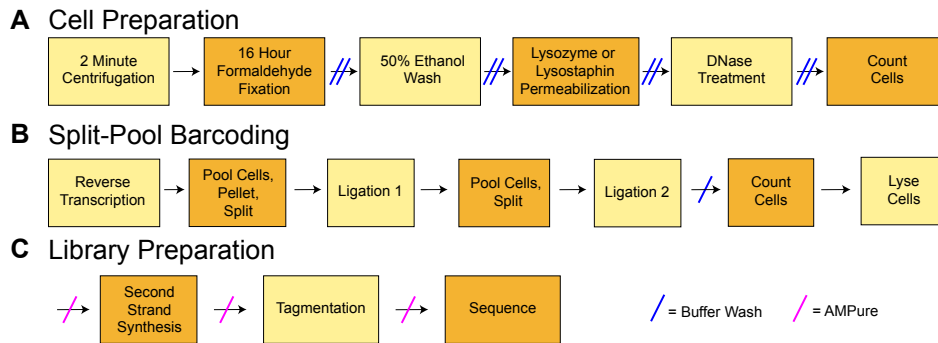 A Cell Preparation
2 Minute
Centrifugation
16 Hour
Formaldehyde
Fixation
50% Ethanol
Wash
Lysozyme or
Lysostaphin
Permeabilization
DNase
Treatment
Count
Cells
B Split-Pool Barcoding
Reverse
Transcription
Pool Cells,
Pellet,
Split
Ligation 1
Pool Cells,
Split
Ligation 2
Count
Cells
Lyse
Cells
C Library Preparation
Second
Strand
Synthesis
Tagmentation
Sequence
= Buffer Wash
= AMPure